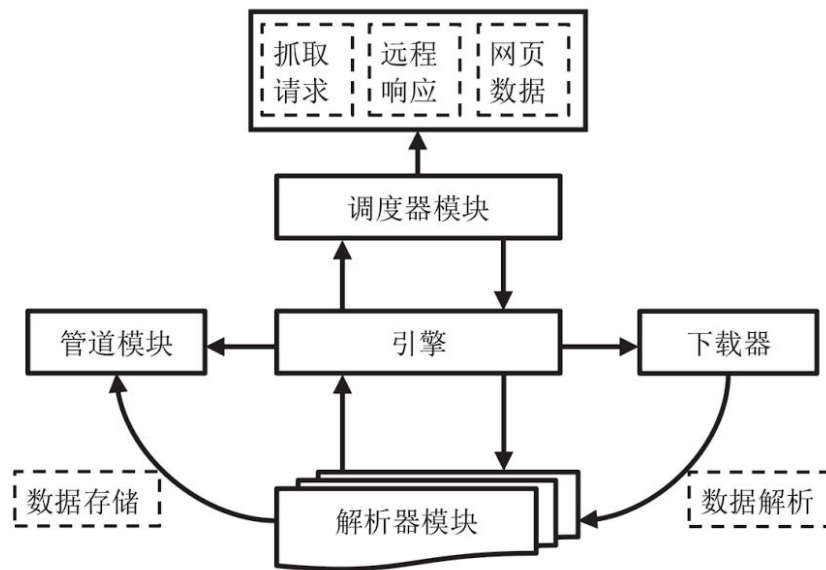 抓取
请求
远程
响应
网页
数据
调度器模块
管道模块
引擎
下载器
数据存储
解析器模块
数据解析